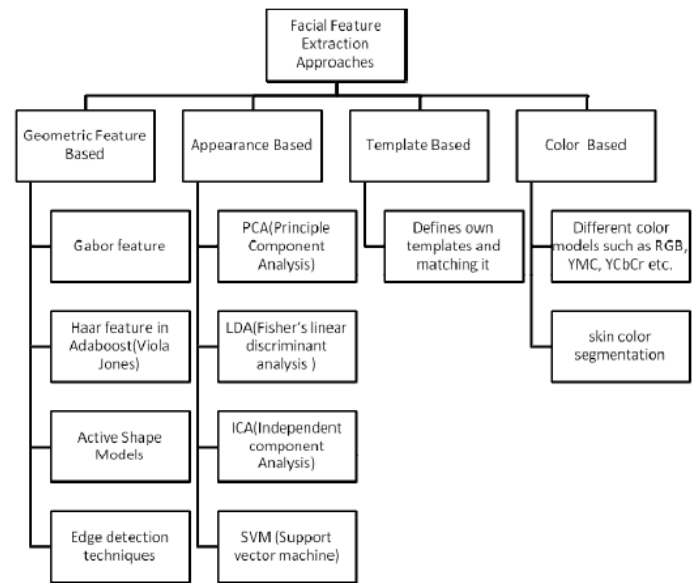 Facial Feature
Extraction
Approaches
Geometric Feature
Based
Appearance Based
Template Based
Color Based
Gabor feature
Haar feature in
Adaboost(Viola
Jones)
Active Shape
Models
Edge detection
techniques
PCA(Principle
Component
Analysis)
LDA(Fisher's linear
discriminant
analysis )
ICA(Independent
component
Analysis)
SVM (Support
vector machine)
Defines own
templates and
matching it
Different color
models such as RGB,
YMC, YCbCr etc.
skin color
segmentation